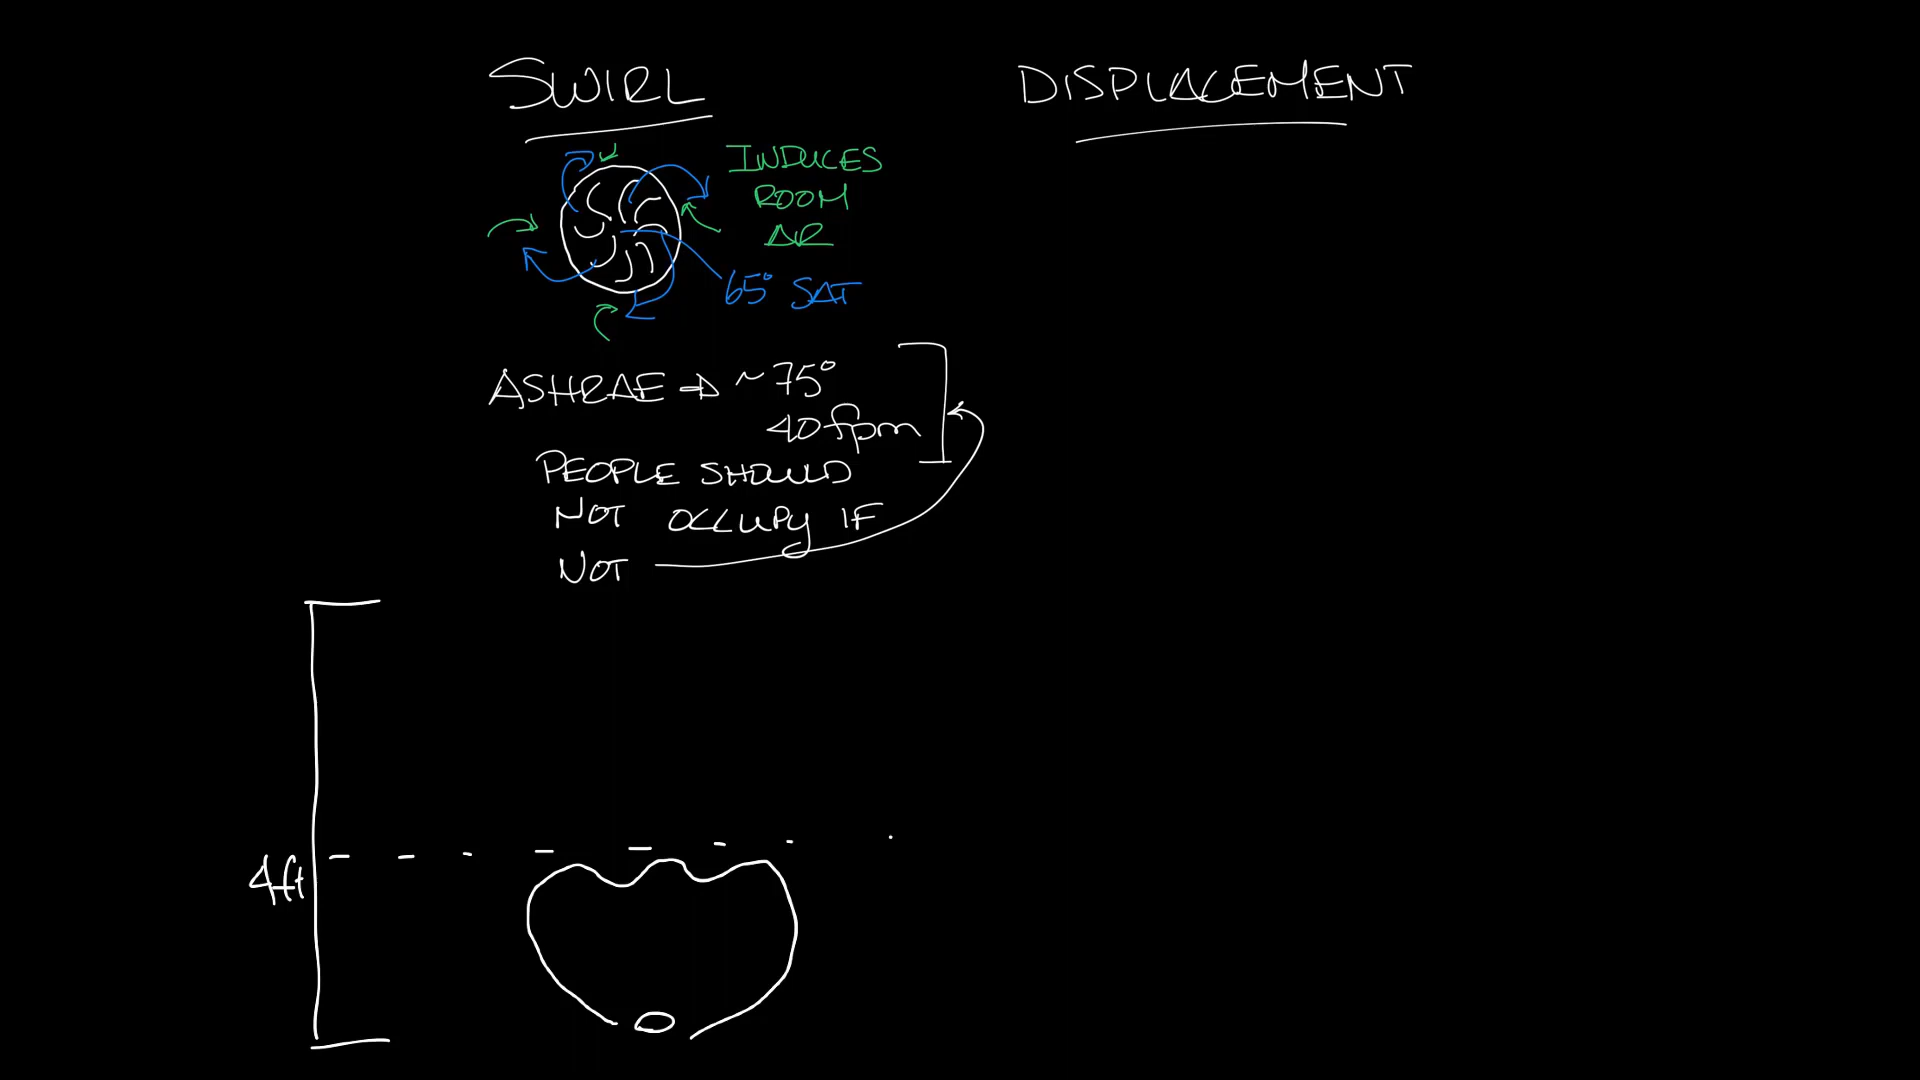 SWIRL
DISPLACEMENT
INDUCES
ROOM
AIR
65° SAT
ASHRAE → ~75°
40 fpm
PEOPLE SHOULD
NOT OCCUPY IF
NOT
4ft